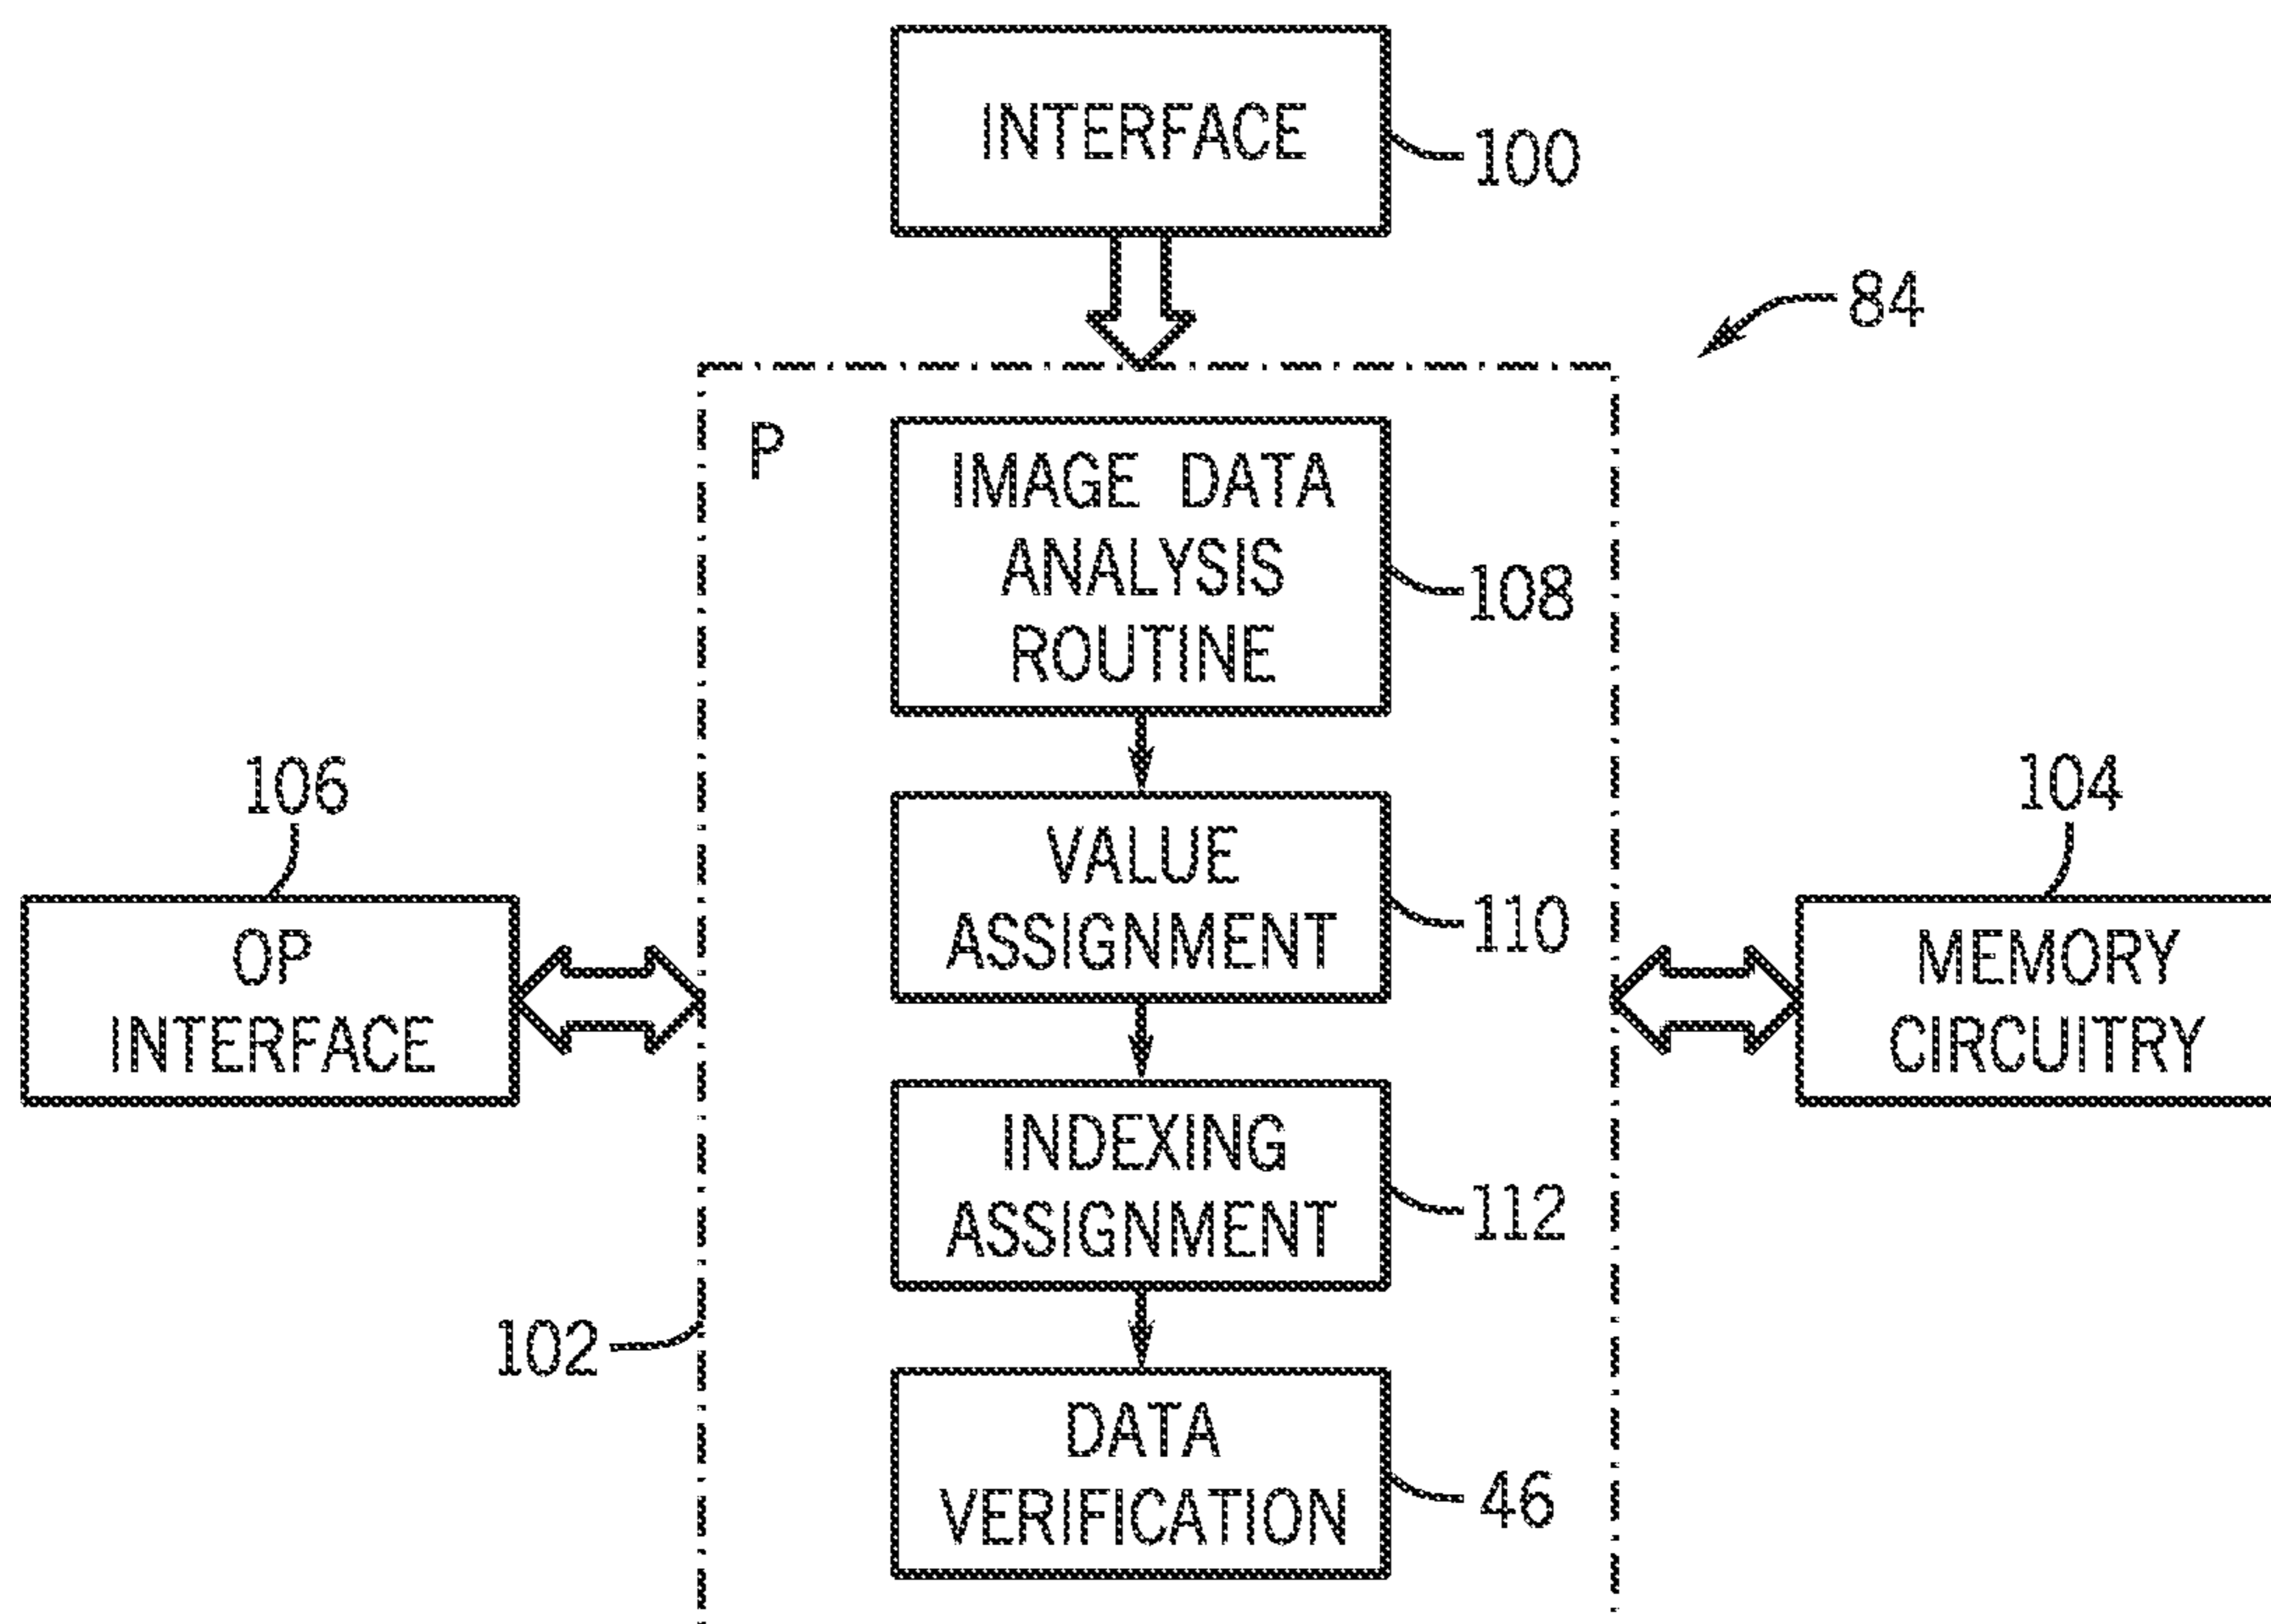 INTERFACE
100
84
P
IMAGE DATA
ANALYSIS
ROUTINE
108
106
OP
INTERFACE
VALUE
ASSIGNMENT
110
104
MEMORY
CIRCUITRY
INDEXING
ASSIGNMENT
112
102
DATA
VERIFICATION
46